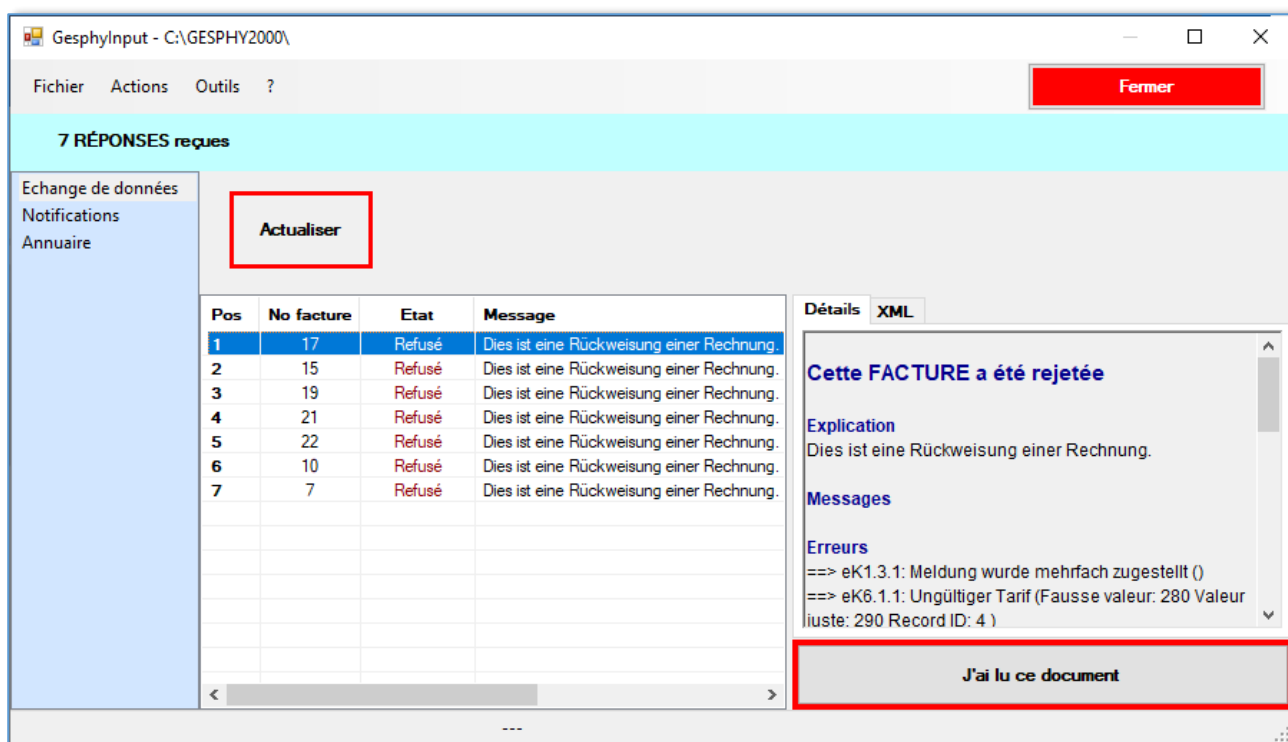 GesphyInput - C:\GESPHY2000\
Fichier Actions Outils ?
Fermer
7 RÉPONSES reçues
Echange de données
Notifications
Annuaire
Actualiser
Pos No facture Etat Message
1 17 Refusé Dies ist eine Rückweisung einer Rechnung.
2 15 Refusé Dies ist eine Rückweisung einer Rechnung.
3 19 Refusé Dies ist eine Rückweisung einer Rechnung.
4 21 Refusé Dies ist eine Rückweisung einer Rechnung.
5 22 Refusé Dies ist eine Rückweisung einer Rechnung.
6 10 Refusé Dies ist eine Rückweisung einer Rechnung.
7 7 Refusé Dies ist eine Rückweisung einer Rechnung.
Détails XML
Cette FACTURE a été rejetée
Explication
Dies ist eine Rückweisung einer Rechnung.
Messages
Erreurs
==> eK1.3.1: Meldung wurde mehrfach zugestellt ()
==> eK6.1.1: Ungültiger Tarif (Fausse valeur: 280 Valeur
juste: 290 Record ID: 4 )
J'ai lu ce document
---